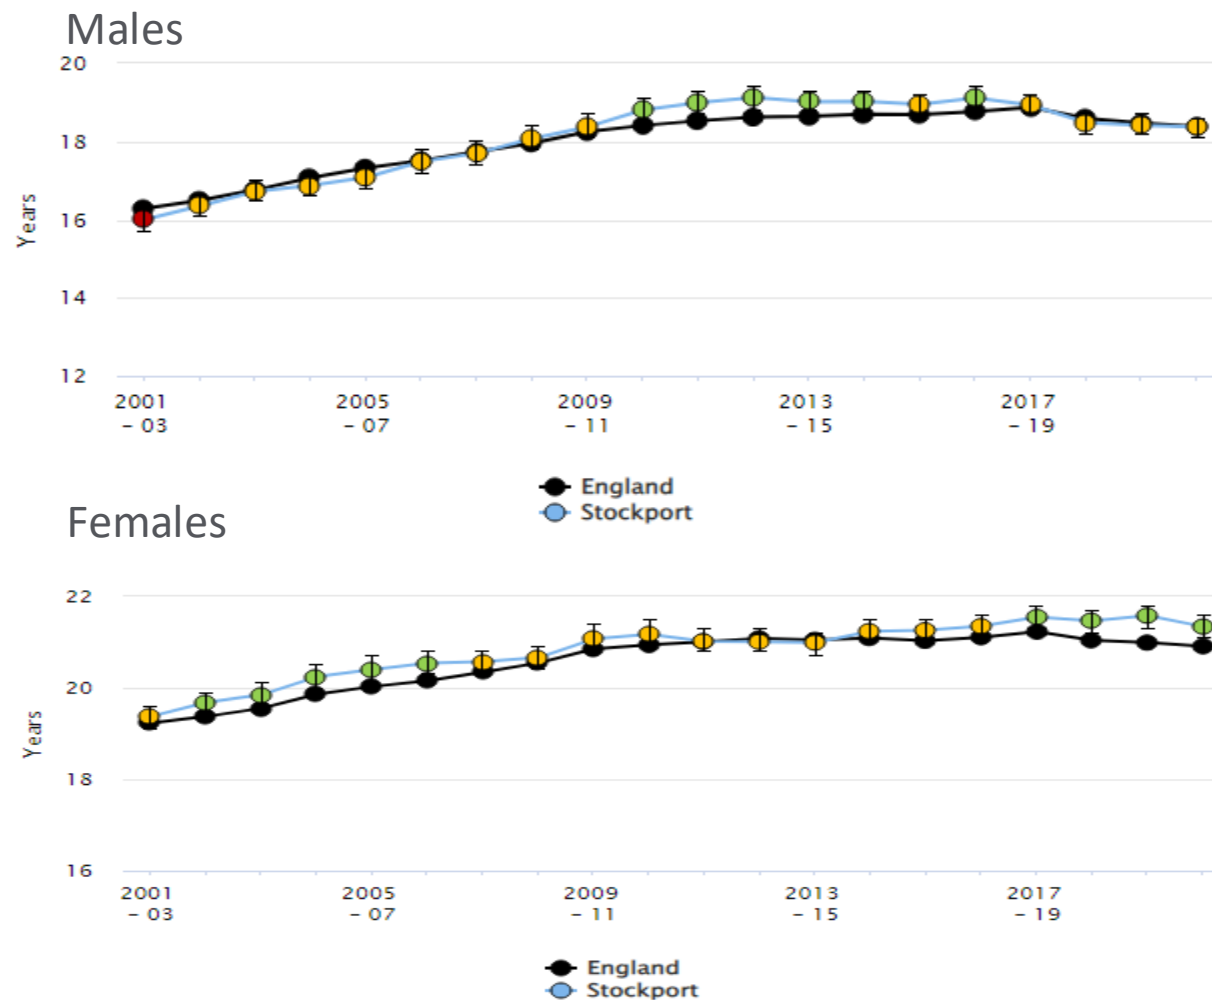 Males
20
18
16
14
12
Years
2001 2005 2009 2013 2017
- 03 - 07 - 11 - 15 - 19
England
Stockport
Females
22
20
18
16
Years
2001 2005 2009 2013 2017
- 03 - 07 - 11 - 15 - 19
England
Stockport